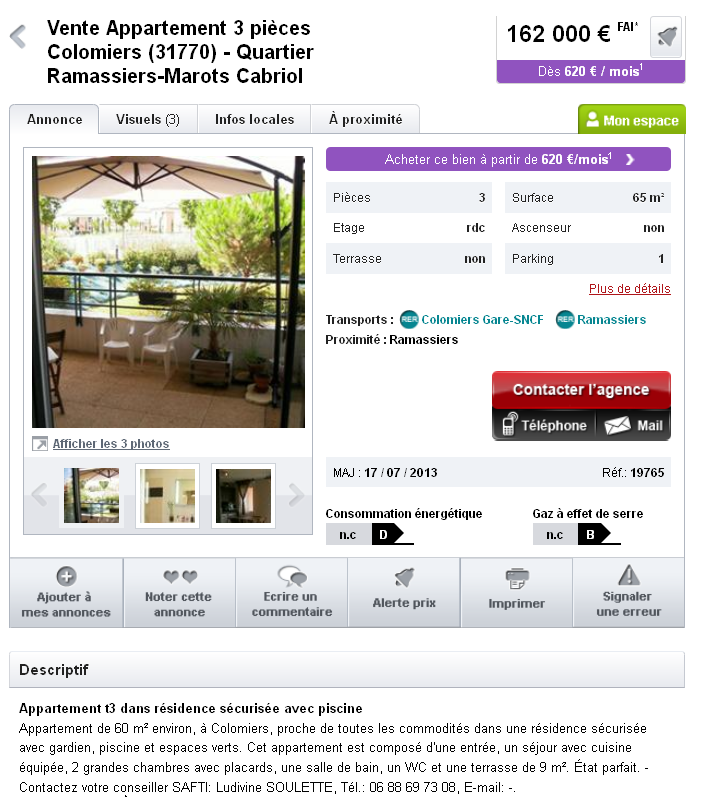 Vente Appartement 3 pièces
Colomiers (31770) - Quartier
Ramassiers-Marots Cabriol
162 000 € FAI*
Dès 620 € / mois¹
Annonce
Visuels (3)
Infos locales
À proximité
Mon espace
Acheter ce bien à partir de 620 €/mois¹
Pièces 3
Surface 65 m²
Etage rdc
Ascenseur non
Terrasse non
Parking 1
Plus de détails
Transports : RER Colomiers Gare-SNCF RER Ramassiers
Proximité : Ramassiers
Contacter l'agence
Téléphone
Mail
Afficher les 3 photos
MAJ : 17 / 07 / 2013
Réf.: 19765
Consommation énergétique
n.c D
Gaz à effet de serre
n.c B
Ajouter à
mes annonces
Noter cette
annonce
Ecrire un
commentaire
Alerte prix
Imprimer
Signaler
une erreur
Descriptif
Appartement t3 dans résidence sécurisée avec piscine
Appartement de 60 m² environ, à Colomiers, proche de toutes les commodités dans une résidence sécurisée
avec gardien, piscine et espaces verts. Cet appartement est composé d'une entrée, un séjour avec cuisine
équipée, 2 grandes chambres avec placards, une salle de bain, un WC et une terrasse de 9 m². État parfait. -
Contactez votre conseiller SAFTI: Ludivine SOULETTE, Tél.: 06 88 69 73 08, E-mail: -.